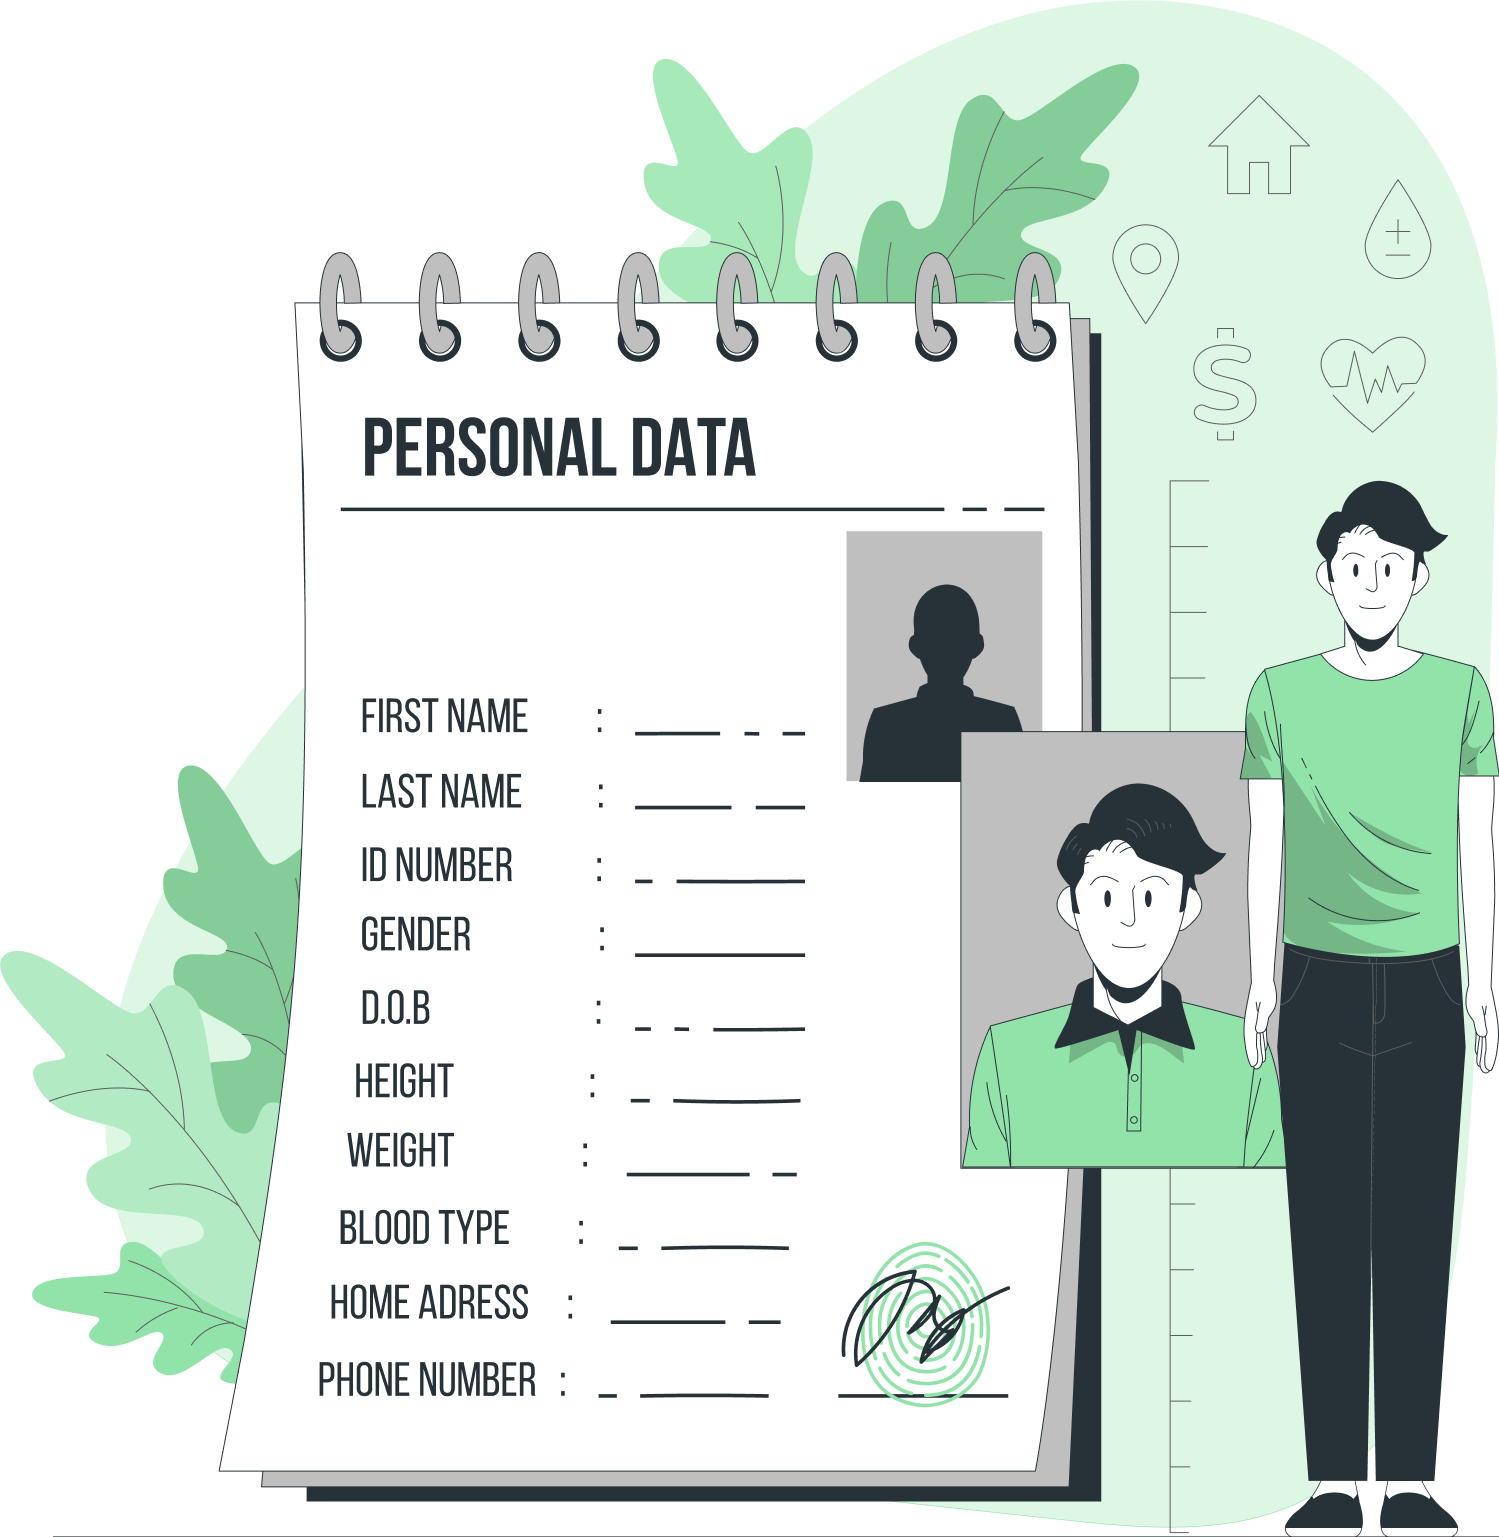 PERSONAL DATA
FIRST NAME :
LAST NAME :
ID NUMBER :
GENDER :
D.O.B :
HEIGHT :
WEIGHT :
BLOOD TYPE :
HOME ADRESS :
PHONE NUMBER :